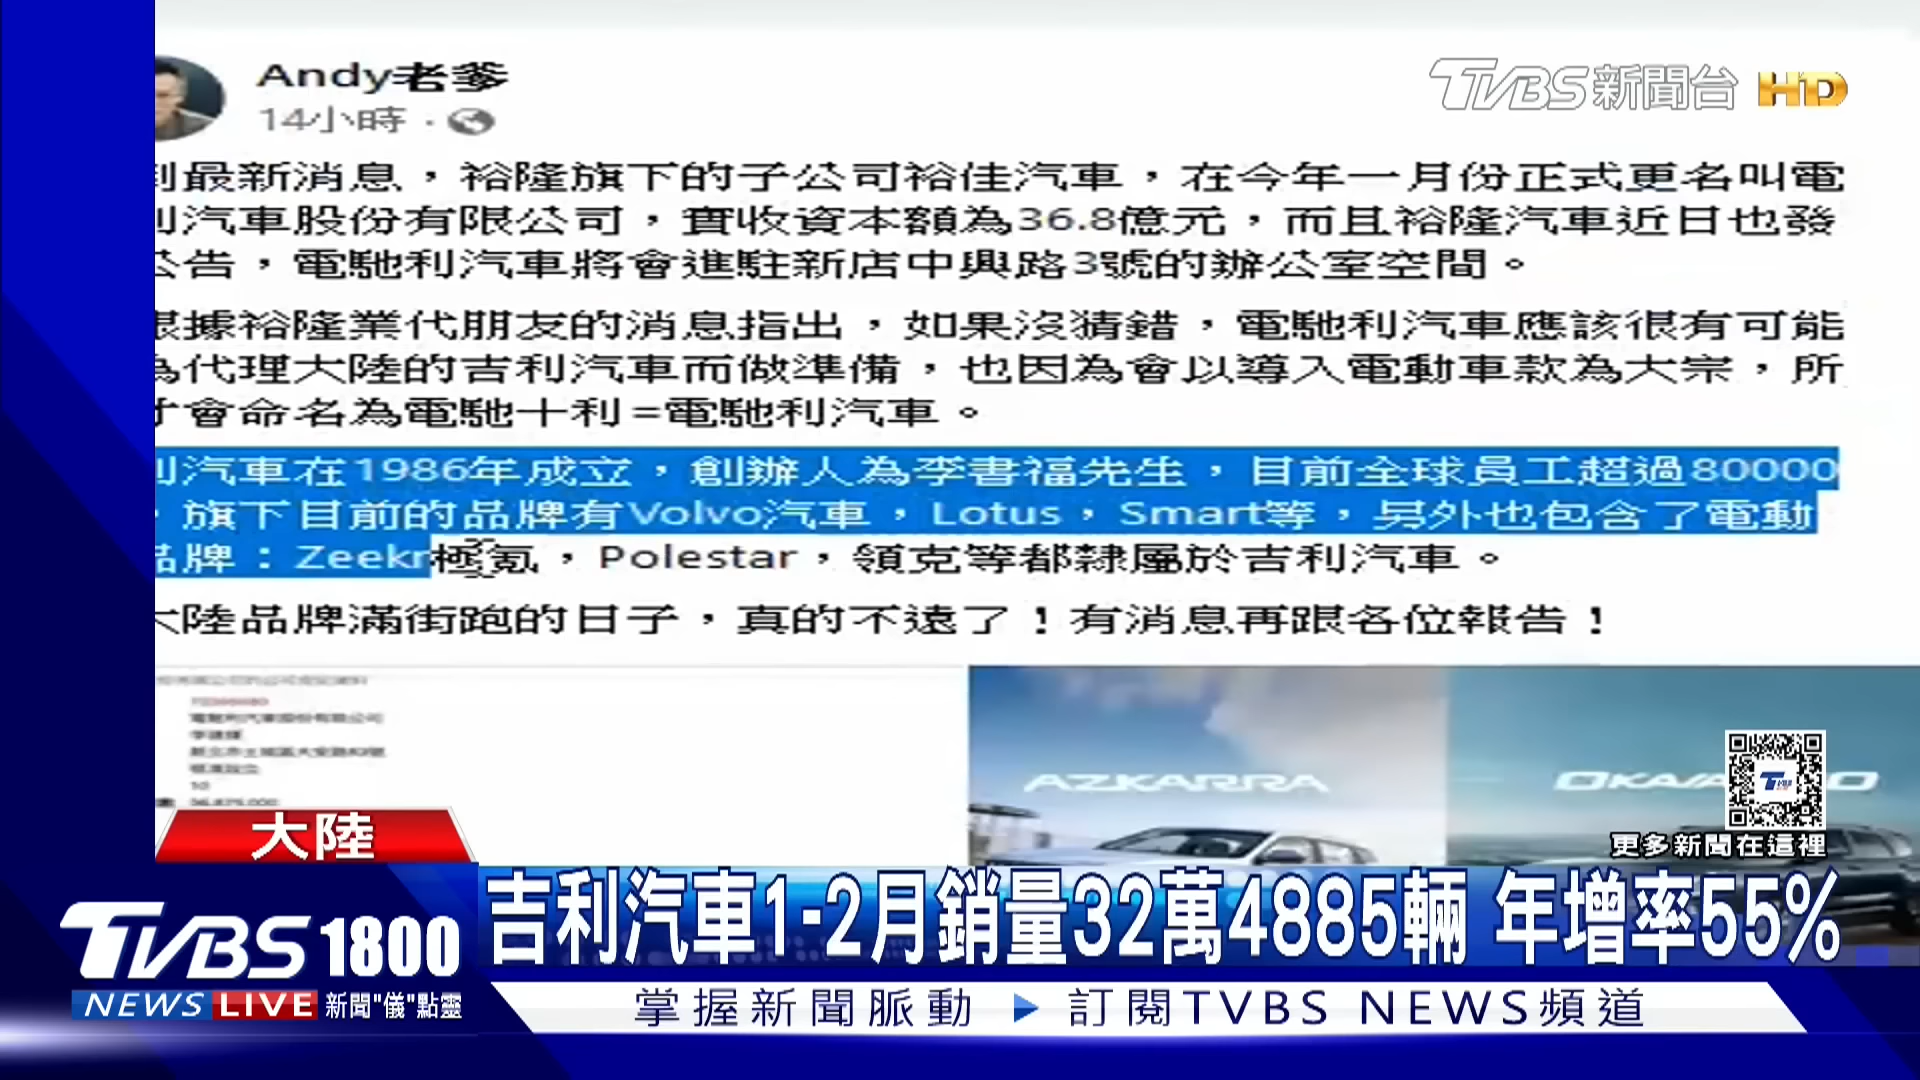 Andy老爹
14小時
TVBS新聞台 HD
到最新消息，裕隆旗下的子公司裕佳汽車，在今年一月份正式更名叫電
利汽車股份有限公司，實收資本額為36.8億元，而且裕隆汽車近日也發
公告，電馳利汽車將會進駐新店中興路3號的辦公室空間。
根據裕隆業代朋友的消息指出，如果沒猜錯，電馳利汽車應該很有可能
為代理大陸的吉利汽車而做準備，也因為會以導入電動車款為大宗，所
才會命名為電馳+利=電馳利汽車。
利汽車在1986年成立，創辦人為李書福先生，目前全球員工超過80000
，旗下目前的品牌有Volvo汽車，Lotus，Smart等，另外也包含了電動
品牌：Zeekr極氪，Polestar，領克等都隸屬於吉利汽車。
大陸品牌滿街跑的日子，真的不遠了！有消息再跟各位報告！
電馳利汽車股份有限公司
AZKARRA
更多新聞在這裡
大陸
吉利汽車1-2月銷量32萬4885輛 年增率55%
TVBS 1800
NEWS LIVE 新聞"儀"點靈
掌握新聞脈動 ▶ 訂閱TVBS NEWS頻道